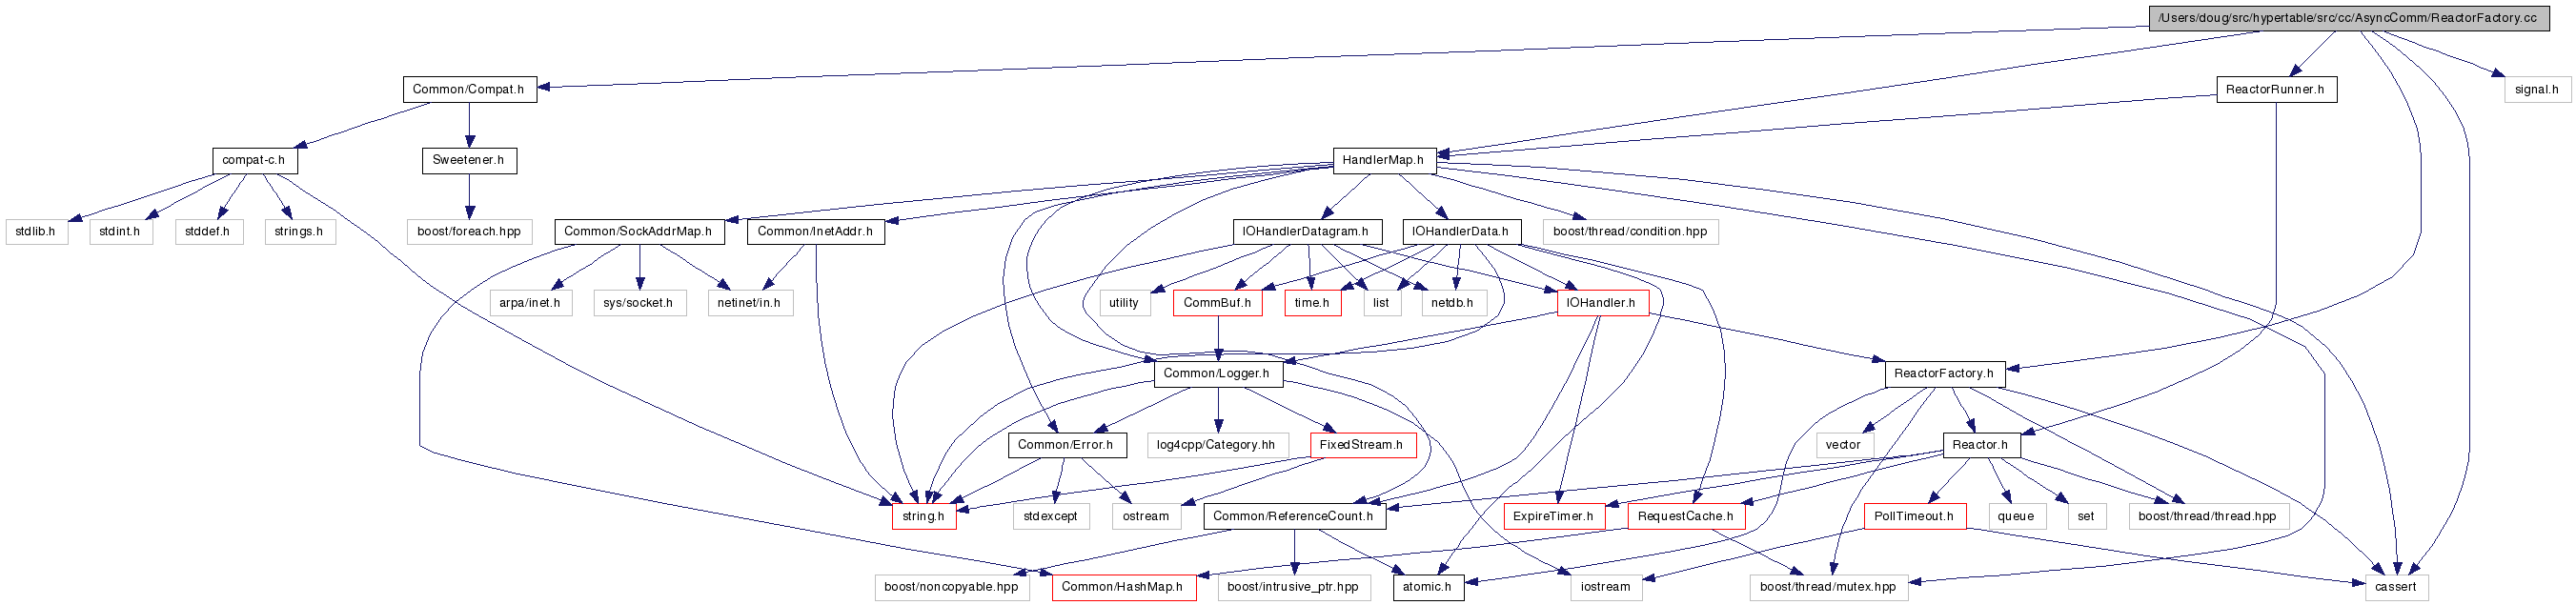 /Users/doug/src/hypertable/src/cc/AsyncComm/ReactorFactory.cc
Common/Compat.h
ReactorRunner.h
signal.h
compat-c.h
Sweetener.h
HandlerMap.h
stdlib.h
stdint.h
stddef.h
strings.h
boost/foreach.hpp
Common/SockAddrMap.h
Common/InetAddr.h
IOHandlerDatagram.h
IOHandlerData.h
boost/thread/condition.hpp
arpa/inet.h
sys/socket.h
netinet/in.h
utility
CommBuf.h
time.h
list
netdb.h
IOHandler.h
Common/Logger.h
ReactorFactory.h
Common/Error.h
log4cpp/Category.hh
FixedStream.h
vector
Reactor.h
string.h
stdexcept
ostream
Common/ReferenceCount.h
ExpireTimer.h
RequestCache.h
PollTimeout.h
queue
set
boost/thread/thread.hpp
boost/noncopyable.hpp
Common/HashMap.h
boost/intrusive_ptr.hpp
atomic.h
iostream
boost/thread/mutex.hpp
cassert